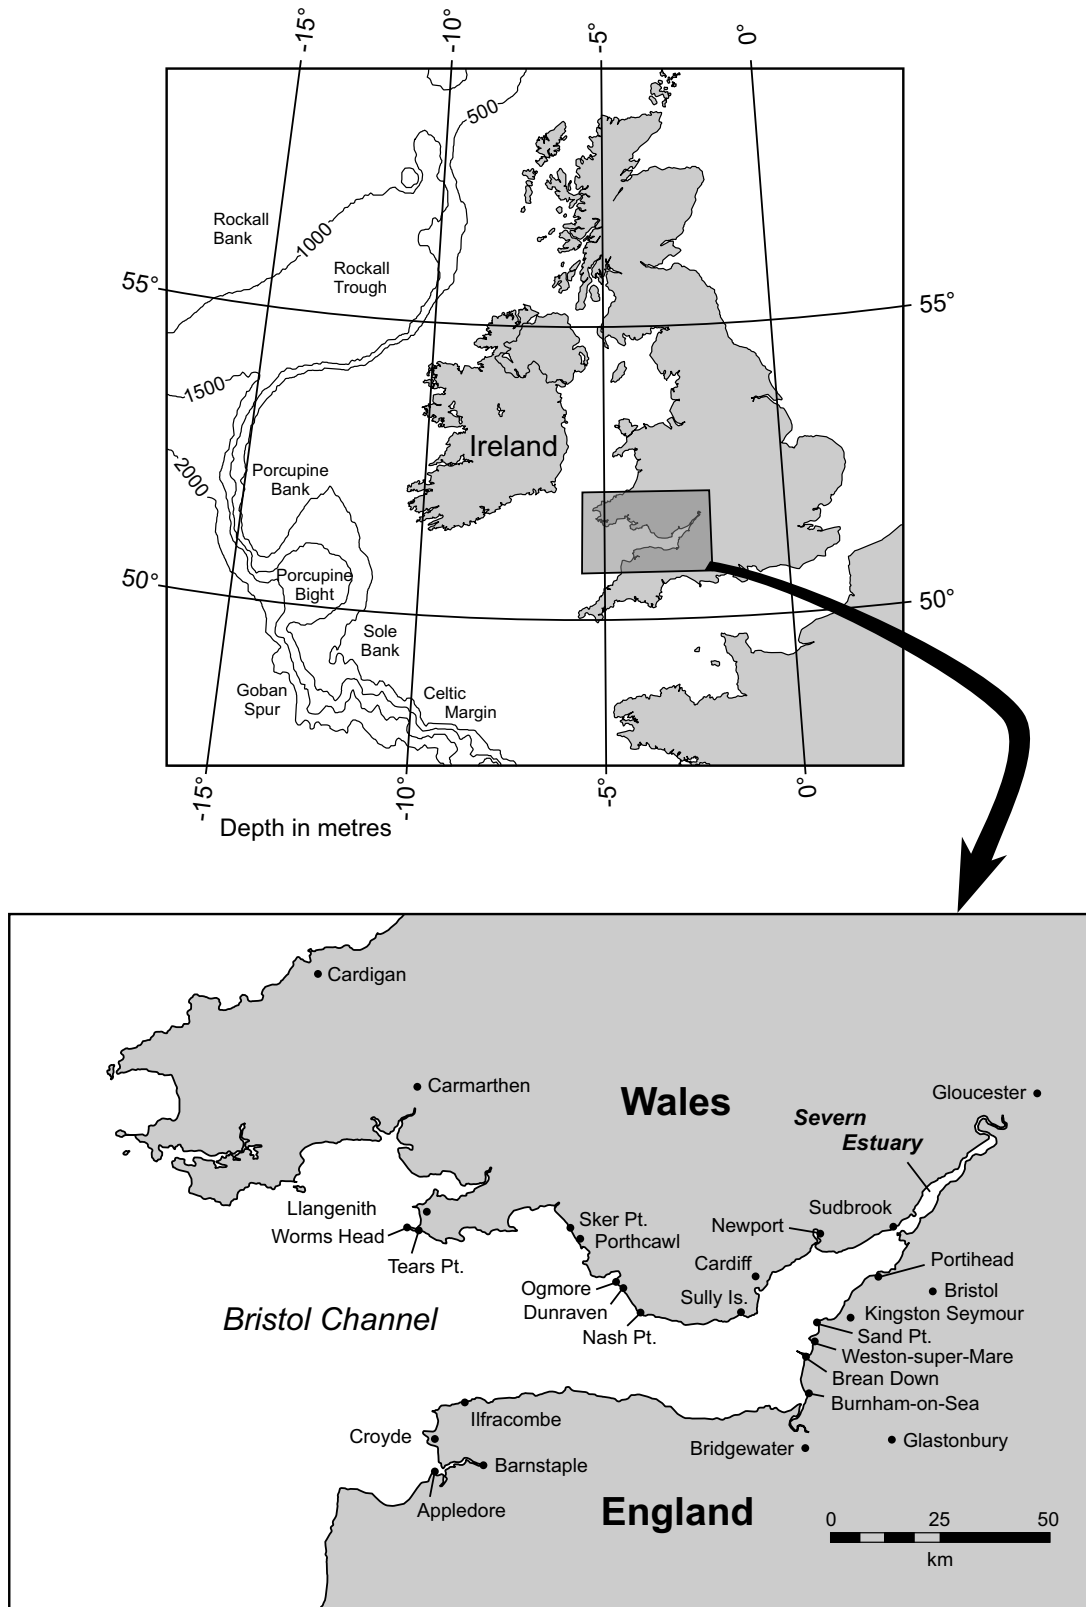 -15°
-10°
-5°
0°
500
Rockall
Bank
1000
Rockall
Trough
55°
55°
1500
Ireland
2000
Porcupine
Bank
Porcupine
Bight
50°
50°
Sole
Bank
Goban
Spur
Celtic
Margin
-15°
-10°
-5°
0°
Depth in metres
Cardigan
Carmarthen
Wales
Gloucester
Severn
Estuary
Llangenith
Worms Head
Tears Pt.
Sker Pt.
Porthcawl
Newport
Sudbrook
Cardiff
Portihead
Ogmore
Dunraven
Nash Pt.
Sully Is.
Bristol
Bristol Channel
Kingston Seymour
Sand Pt.
Weston-super-Mare
Brean Down
Burnham-on-Sea
Ilfracombe
Croyde
Bridgewater
Glastonbury
Barnstaple
Appledore
England
0 25 50
km